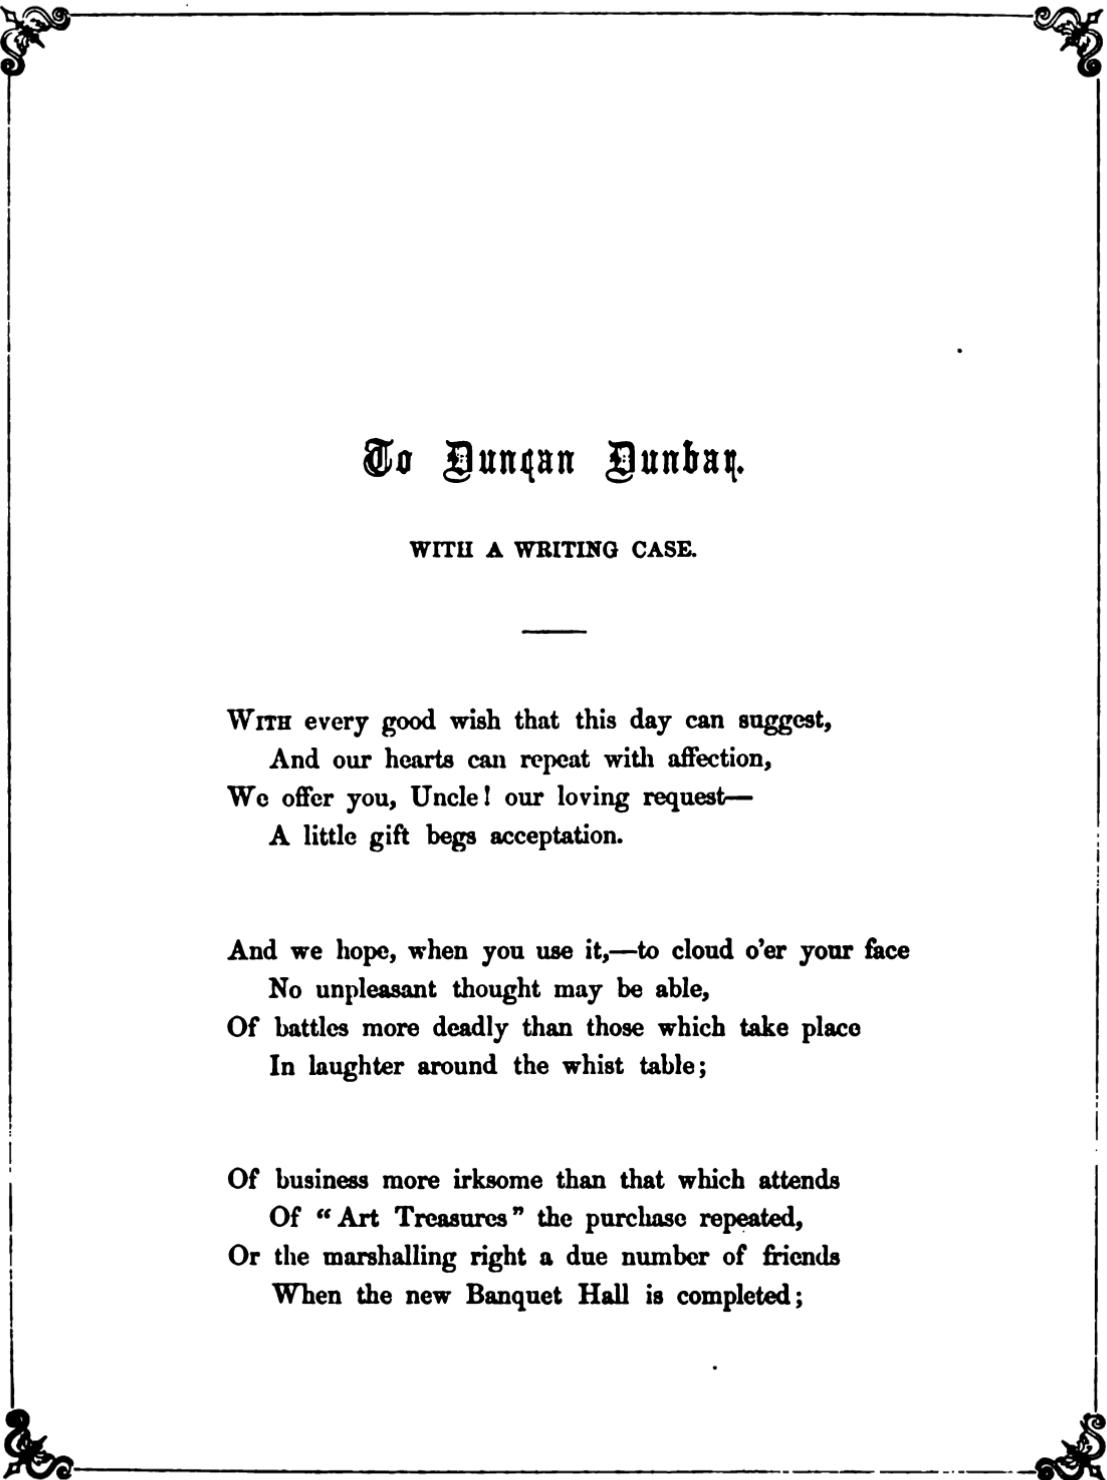 To Duncan Dunbar.
WITH A WRITING CASE.
WITH every good wish that this day can suggest,
And our hearts can repeat with affection,
We offer you, Uncle! our loving request—
A little gift begs acceptation.
And we hope, when you use it,—to cloud o'er your face
No unpleasant thought may be able,
Of battles more deadly than those which take place
In laughter around the whist table;
Of business more irksome than that which attends
Of “Art Treasures” the purchase repeated,
Or the marshalling right a due number of friends
When the new Banquet Hall is completed;